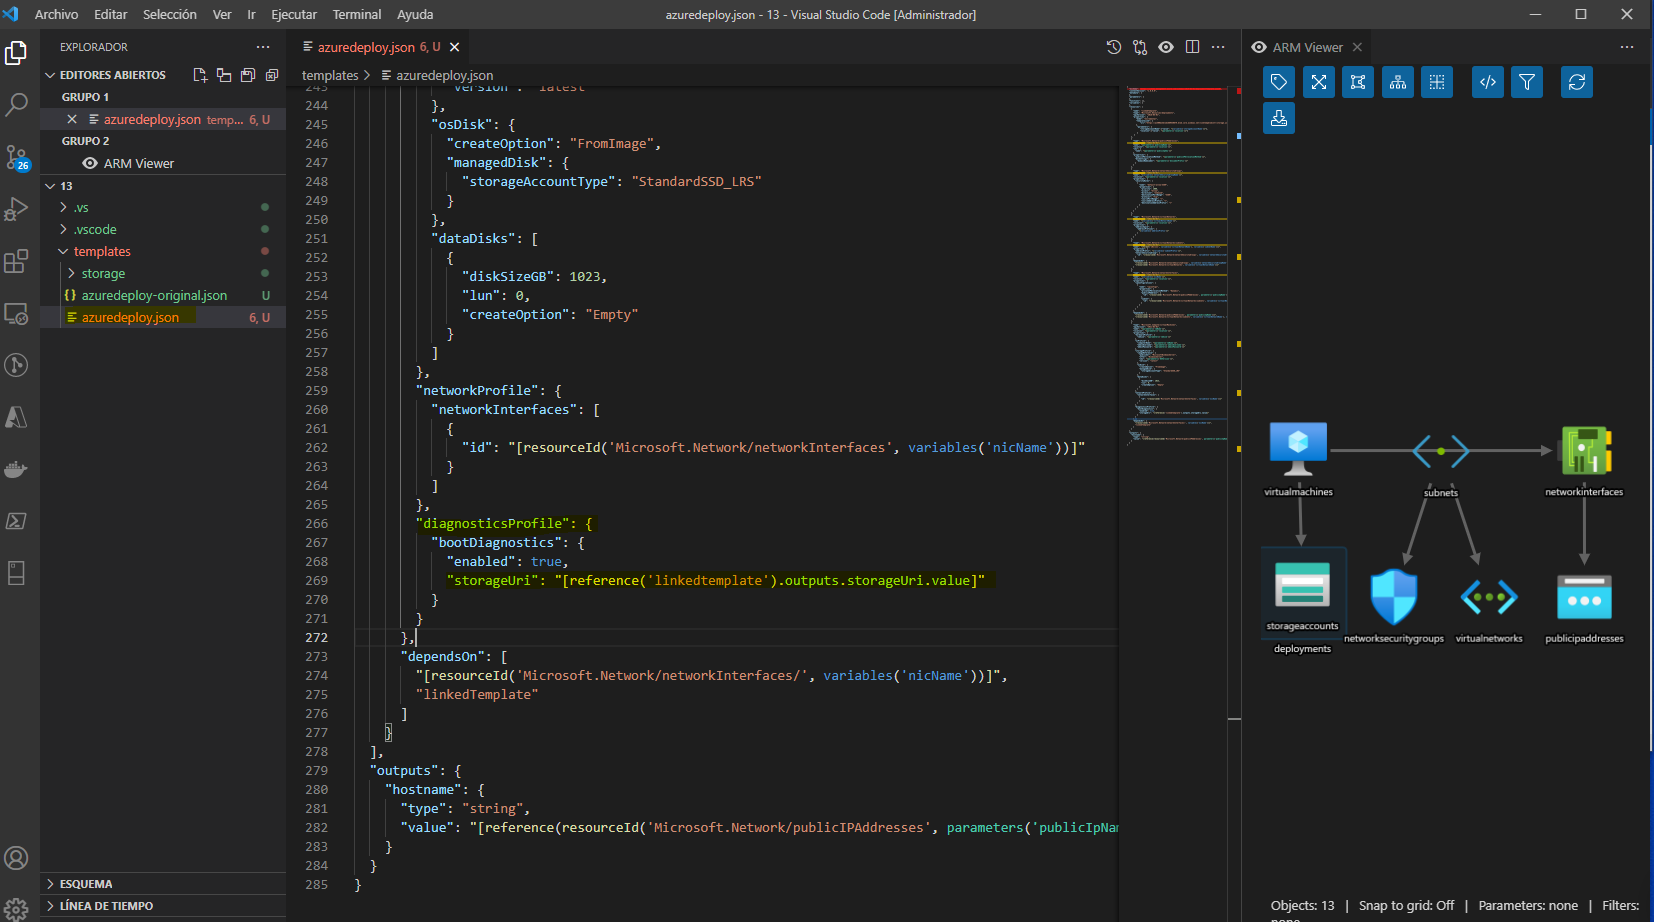 Archivo Editar Selección Ver Ir Ejecutar Terminal Ayuda
azuredeploy.json - 13 - Visual Studio Code [Administrador]
EXPLORADOR
EDITORES ABIERTOS
GRUPO 1
azuredeploy.json temp... 6, U
GRUPO 2
ARM Viewer
13
.vs
.vscode
templates
storage
azuredeploy-original.json U
azuredeploy.json 6, U
ESQUEMA
LÍNEA DE TIEMPO
26
azuredeploy.json 6, U
templates > azuredeploy.json
243 "version": "latest"
244 },
245 "osDisk": {
246 "createOption": "FromImage",
247 "managedDisk": {
248 "storageAccountType": "StandardSSD_LRS"
249 }
250 },
251 "dataDisks": [
252 {
253 "diskSizeGB": 1023,
254 "lun": 0,
255 "createOption": "Empty"
256 }
257 ]
258 },
259 "networkProfile": {
260 "networkInterfaces": [
261 {
262 "id": "[resourceId('Microsoft.Network/networkInterfaces', variables('nicName'))]"
263 }
264 ]
265 },
266 "diagnosticsProfile": {
267 "bootDiagnostics": {
268 "enabled": true,
269 "storageUri": "[reference('linkedtemplate').outputs.storageUri.value]"
270 }
271 }
272 },
273 "dependsOn": [
274 "[resourceId('Microsoft.Network/networkInterfaces/', variables('nicName'))]",
275 "linkedTemplate"
276 ]
277 }
278 ],
279 "outputs": {
280 "hostname": {
281 "type": "string",
282 "value": "[reference(resourceId('Microsoft.Network/publicIPAddresses', parameters('publicIpNam
283 }
284 }
285 }
ARM Viewer
virtualmachines
subnets
networkinterfaces
storageaccounts
deployments
networksecuritygroups
virtualnetworks
publicipaddresses
Objects: 13 | Snap to grid: Off | Parameters: none | Filters:
none